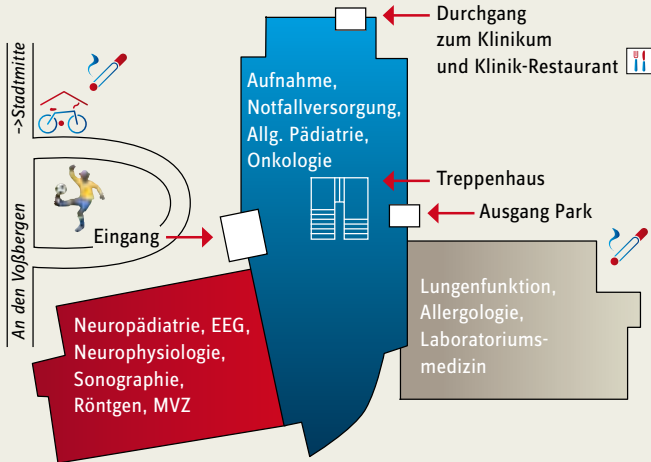 Durchgang
zum Klinikum
und Klinik-Restaurant
->Stadtmitte
An den Voßbergen
Aufnahme,
Notfallversorgung,
Allg. Pädiatrie,
Onkologie
Treppenhaus
Ausgang Park
Eingang
Neuropädiatrie, EEG,
Neurophysiologie,
Sonographie,
Röntgen, MVZ
Lungenfunktion,
Allergologie,
Laboratoriums-
medizin